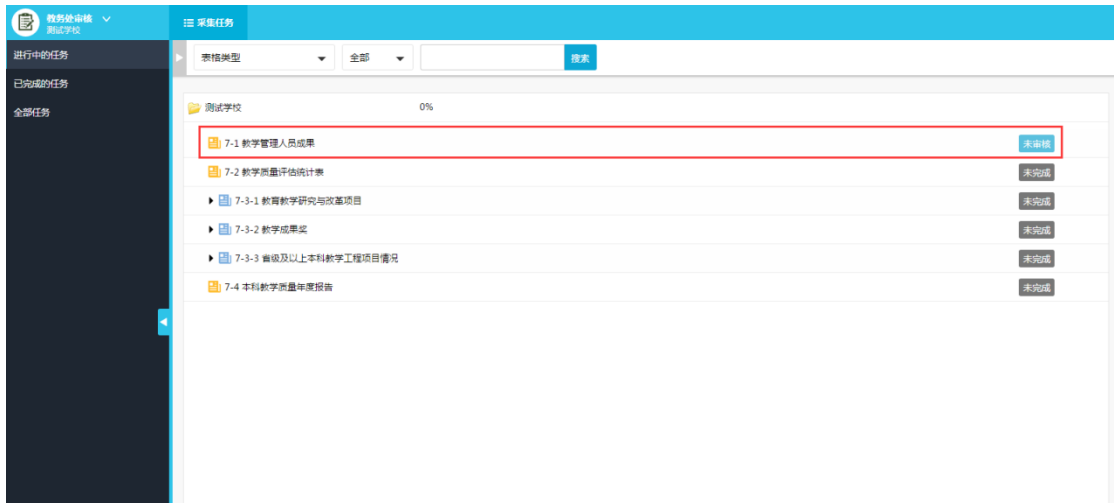 教务处审核
测试学校
采集任务
进行中的任务
已完成的任务
全部任务
表格类型 全部 搜索
测试学校 0%
7-1 教学管理人员成果 未审核
7-2 教学质量评估统计表 未完成
7-3-1 教育教学研究与改革项目 未完成
7-3-2 教学成果奖 未完成
7-3-3 省级及以上本科教学工程项目情况 未完成
7-4 本科教学质量年度报告 未完成